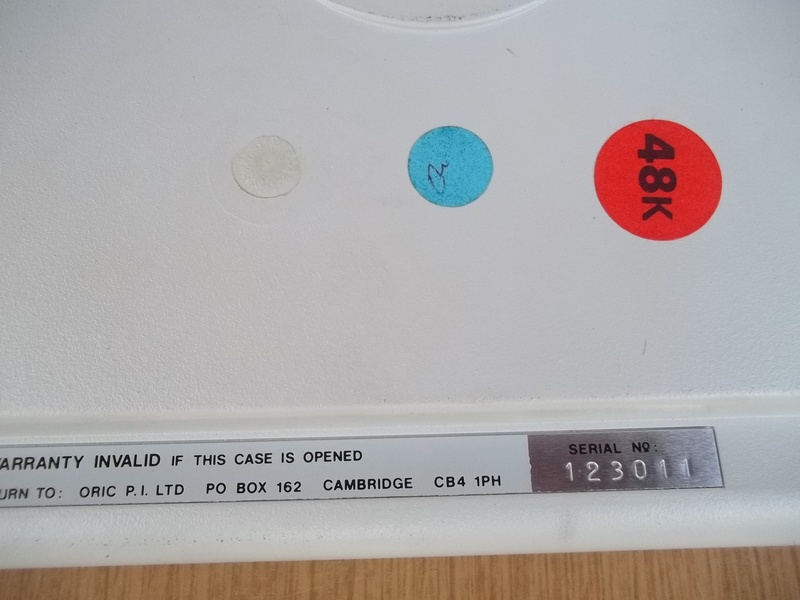 48K
WARRANTY INVALID IF THIS CASE IS OPENED
URN TO: ORIC P.I. LTD PO BOX 162 CAMBRIDGE CB4 1PH
SERIAL Nº:
123011